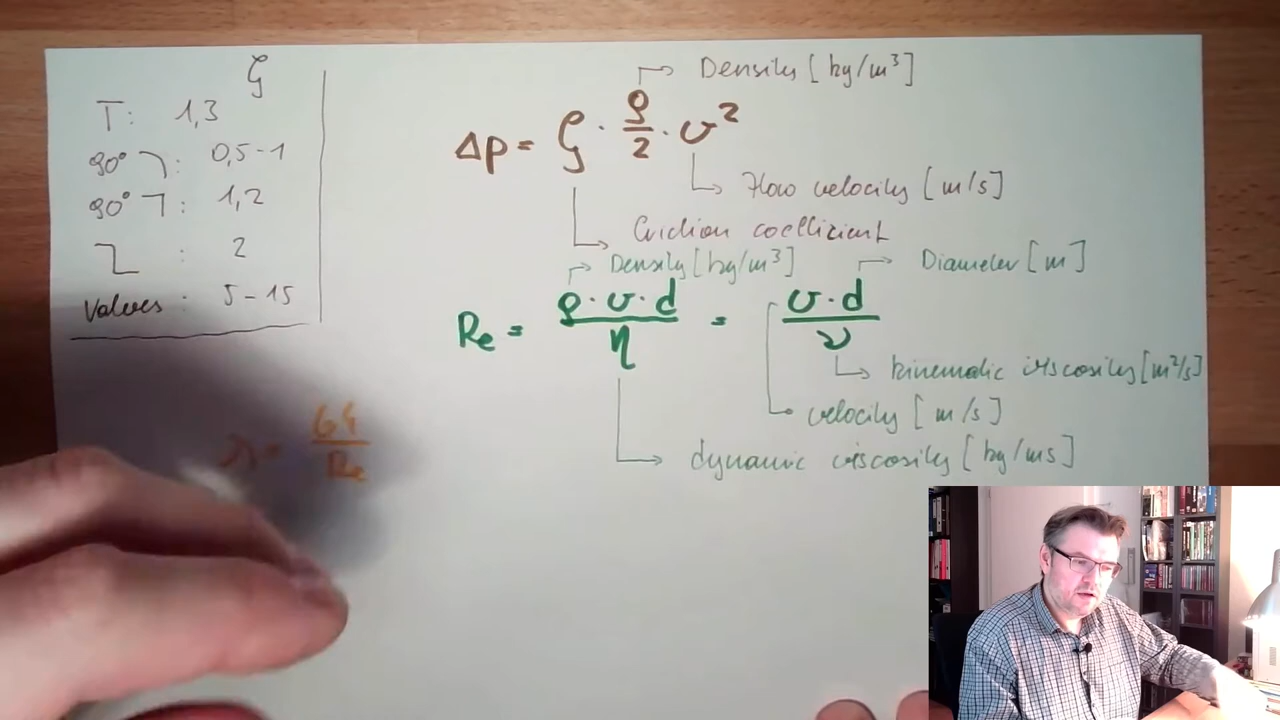 ζ
T: 1,3
90° ⌝: 0,5-1
90° ⌝: 1,2
: 2
Valves: 5-15
λ = 64/Re
Density [kg/m³]
Δp = ζ · ρ/2 · v²
Flow velocity [m/s]
Friction coefficient
Density [kg/m³]
Diameter [m]
Re = ρ·v·d/η = v·d/ν
kinematic viscosity [m²/s]
velocity [m/s]
dynamic viscosity [kg/ms]